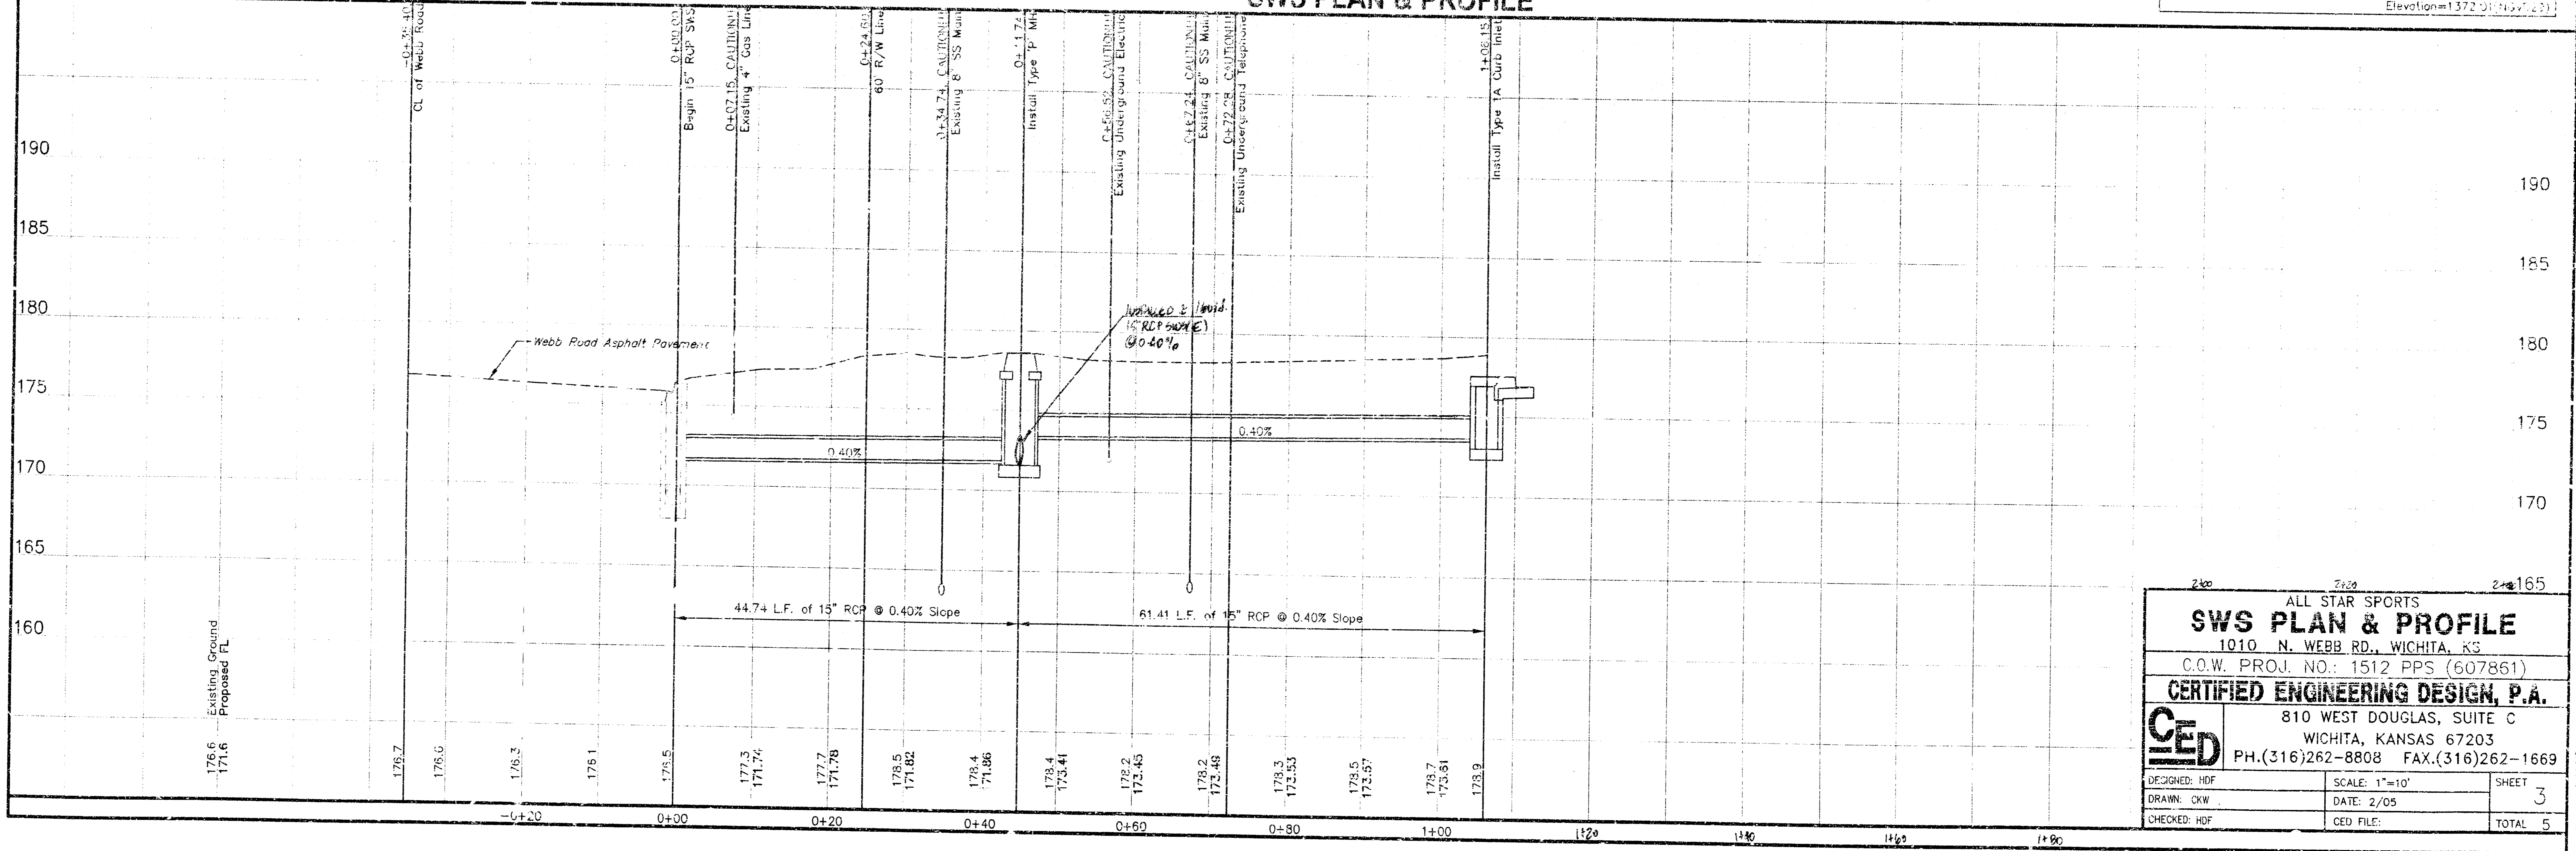 SWS PLAN & PROFILE
-0+35.40
CL of Webb Road
0+00.00
Begin 15" RCP SWS
0+07.15, CAUTION!!
Existing 4" Gas Line
0+24.60
60' R/W Line
0+34.74, CAUTION!!
Existing 8" SS Main
Install Type 'P' MH
0+56.52, CAUTION!!
Existing Underground Electric
0+67.24, CAUTION!!
Existing 8" SS Main
0+72.28, CAUTION!!
Existing Underground Telephone
1+06.15
Install Type 1A Curb Inlet
190
190
185
185
180
180
Webb Road Asphalt Pavement
15" RCP SWS(E)
@0.40%
175
175
0.40%
0.40%
170
170
165
2+00
2+20
165
44.74 L.F. of 15" RCP @ 0.40% Slope
61.41 L.F. of 15" RCP @ 0.40% Slope
160
Existing Ground
Proposed FL
176.6
171.6
176.7
176.6
176.3
176.1
176.5
177.3
171.74
177.7
171.78
178.5
171.82
178.4
171.86
178.4
173.41
178.2
173.45
178.2
173.49
178.3
173.53
178.5
173.57
178.7
173.61
178.9
-0+20
0+00
0+20
0+40
0+60
0+80
1+00
1+20
1+40
1+60
1+80
ALL STAR SPORTS
SWS PLAN & PROFILE
1010 N. WEBB RD., WICHITA, KS
C.O.W. PROJ. NO.: 1512 PPS (607861)
CERTIFIED ENGINEERING DESIGN, P.A.
CED
810 WEST DOUGLAS, SUITE C
WICHITA, KANSAS 67203
PH.(316)262-8808 FAX.(316)262-1669
DESIGNED: HDF
SCALE: 1"=10'
SHEET
3
DRAWN: CKW
DATE: 2/05
CHECKED: HDF
CED FILE:
TOTAL 5